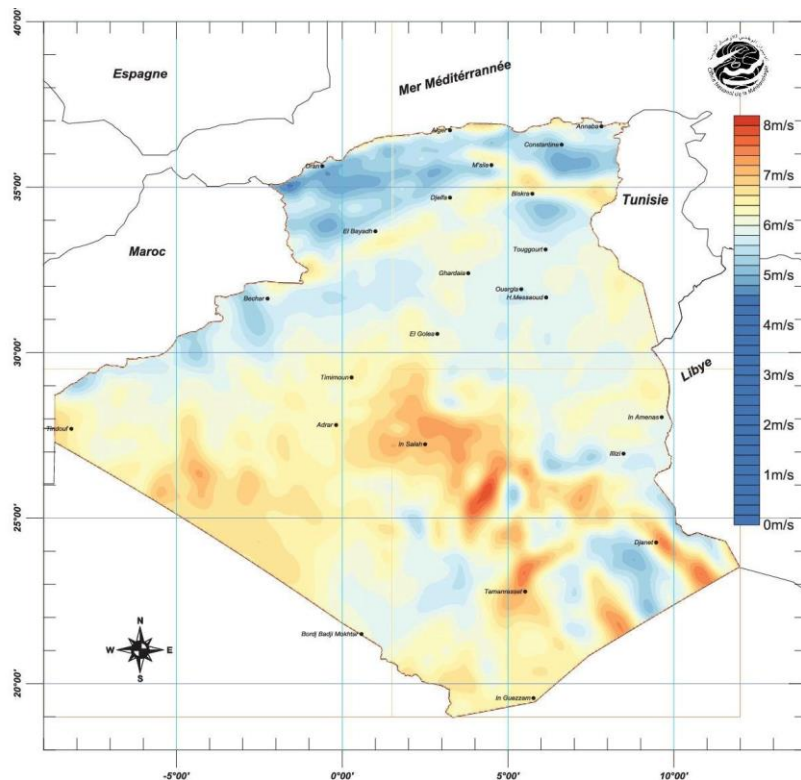 40°00'
35°00'
30°00'
25°00'
20°00'
-5°00'
0°00'
5°00'
10°00'
Espagne
Mer Méditérrannée
Maroc
Tunisie
Libye
Alger
Annaba
Constantine
Oran
M'sila
Biskra
Djelfa
El Bayadh
Touggourt
Ghardaia
Ouargla
H.Messaoud
Bechar
El Golea
Timimoun
Tindouf
Adrar
In Salah
In Amenas
Illizi
Djanet
Tamanrasset
Bordj Badji Mokhtar
In Guezzam
8m/s
7m/s
6m/s
5m/s
4m/s
3m/s
2m/s
1m/s
0m/s
N
W
E
S